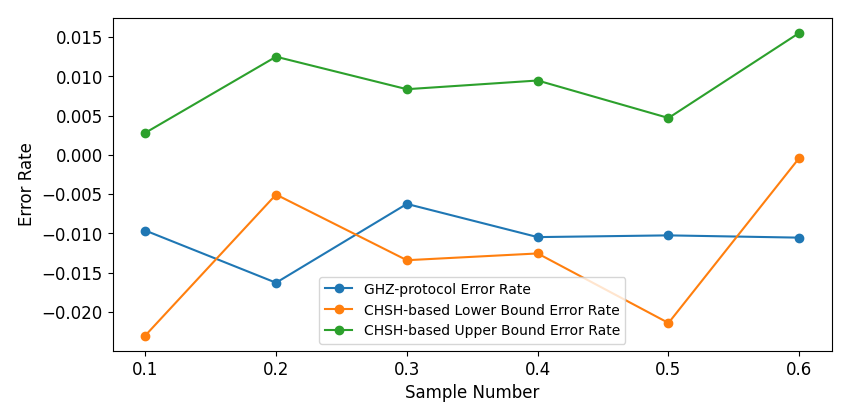 0.015
0.010
0.005
0.000
−0.005
−0.010
−0.015
−0.020
Error Rate
GHZ-protocol Error Rate
CHSH-based Lower Bound Error Rate
CHSH-based Upper Bound Error Rate
0.1 0.2 0.3 0.4 0.5 0.6
Sample Number